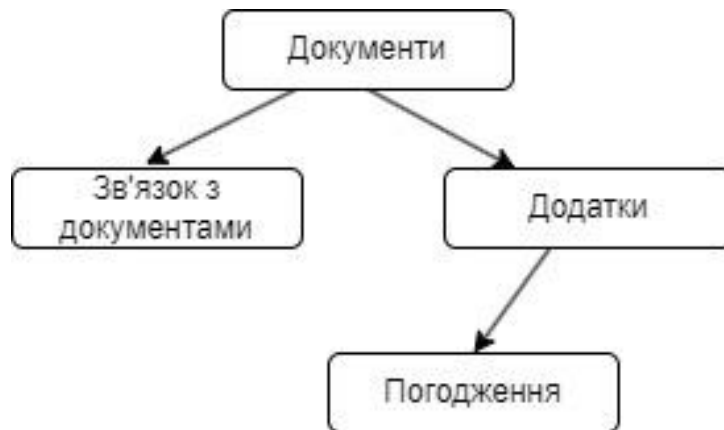 Документи
Зв'язок з
документами
Додатки
Погодження